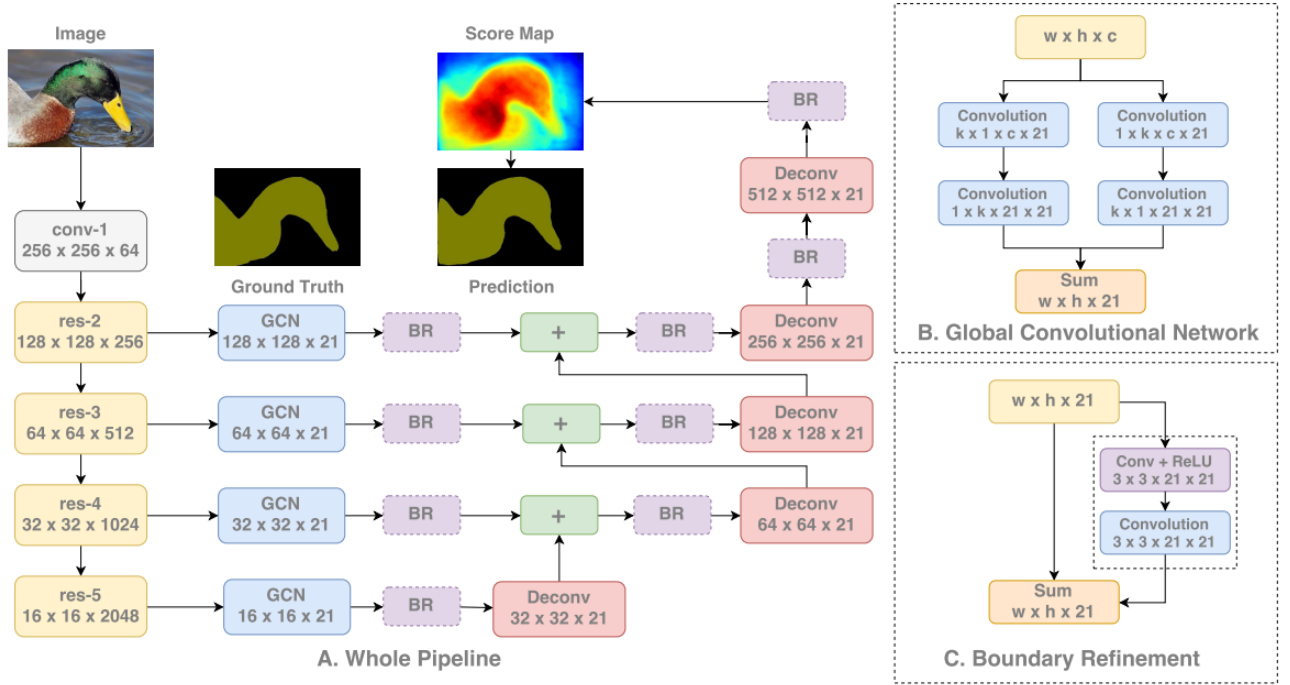 Image
Score Map
BR
Deconv
512 x 512 x 21
conv-1
256 x 256 x 64
BR
Ground Truth
Prediction
res-2
128 x 128 x 256
GCN
128 x 128 x 21
BR
+
BR
Deconv
256 x 256 x 21
res-3
64 x 64 x 512
GCN
64 x 64 x 21
BR
+
BR
Deconv
128 x 128 x 21
res-4
32 x 32 x 1024
GCN
32 x 32 x 21
BR
+
BR
Deconv
64 x 64 x 21
res-5
16 x 16 x 2048
GCN
16 x 16 x 21
BR
Deconv
32 x 32 x 21
A. Whole Pipeline
w x h x c
Convolution
k x 1 x c x 21
Convolution
1 x k x c x 21
Convolution
1 x k x 21 x 21
Convolution
k x 1 x 21 x 21
Sum
w x h x 21
B. Global Convolutional Network
w x h x 21
Conv + ReLU
3 x 3 x 21 x 21
Convolution
3 x 3 x 21 x 21
Sum
w x h x 21
C. Boundary Refinement